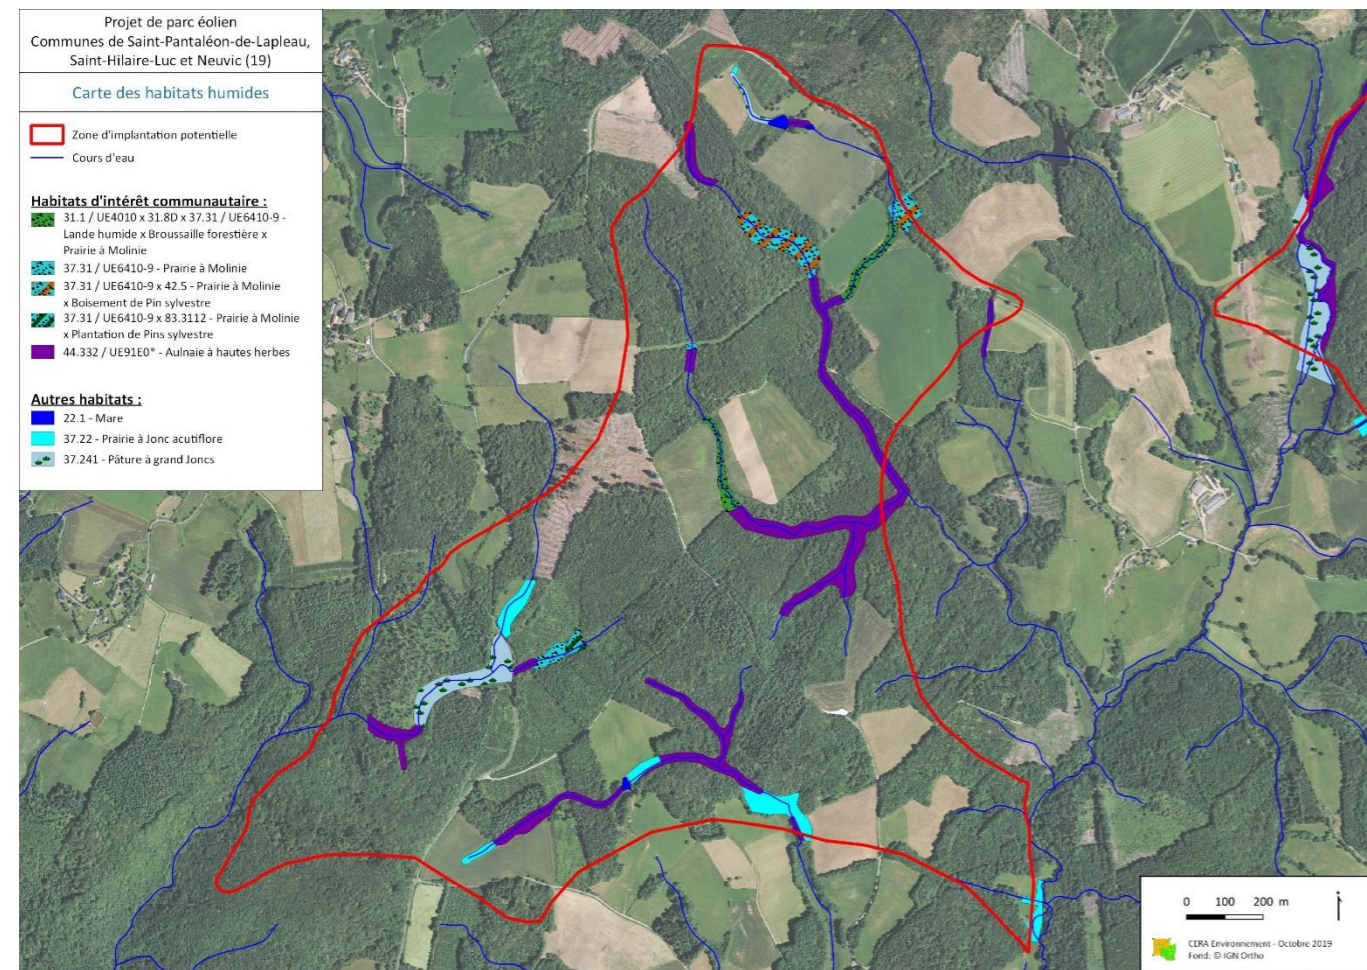 Projet de parc éolien
Communes de Saint-Pantaléon-de-Lapleau,
Saint-Hilaire-Luc et Neuvic (19)
Carte des habitats humides
Zone d'implantation potentielle
Cours d'eau
Habitats d'intérêt communautaire :
31.1 / UE4010 x 31.8D x 37.31 / UE6410-9 -
Lande humide x Broussaille forestière x
Prairie à Molinie
37.31 / UE6410-9 - Prairie à Molinie
37.31 / UE6410-9 x 42.5 - Prairie à Molinie
x Boisement de Pin sylvestre
37.31 / UE6410-9 x 83.3112 - Prairie à Molinie
x Plantation de Pins sylvestre
44.332 / UE91E0* - Aulnaie à hautes herbes
Autres habitats :
22.1 - Mare
37.22 - Prairie à Jonc acutiflore
37.241 - Pâture à grand Joncs
0 100 200 m
CERA Environnement - Octobre 2019
Fond: © IGN Ortho